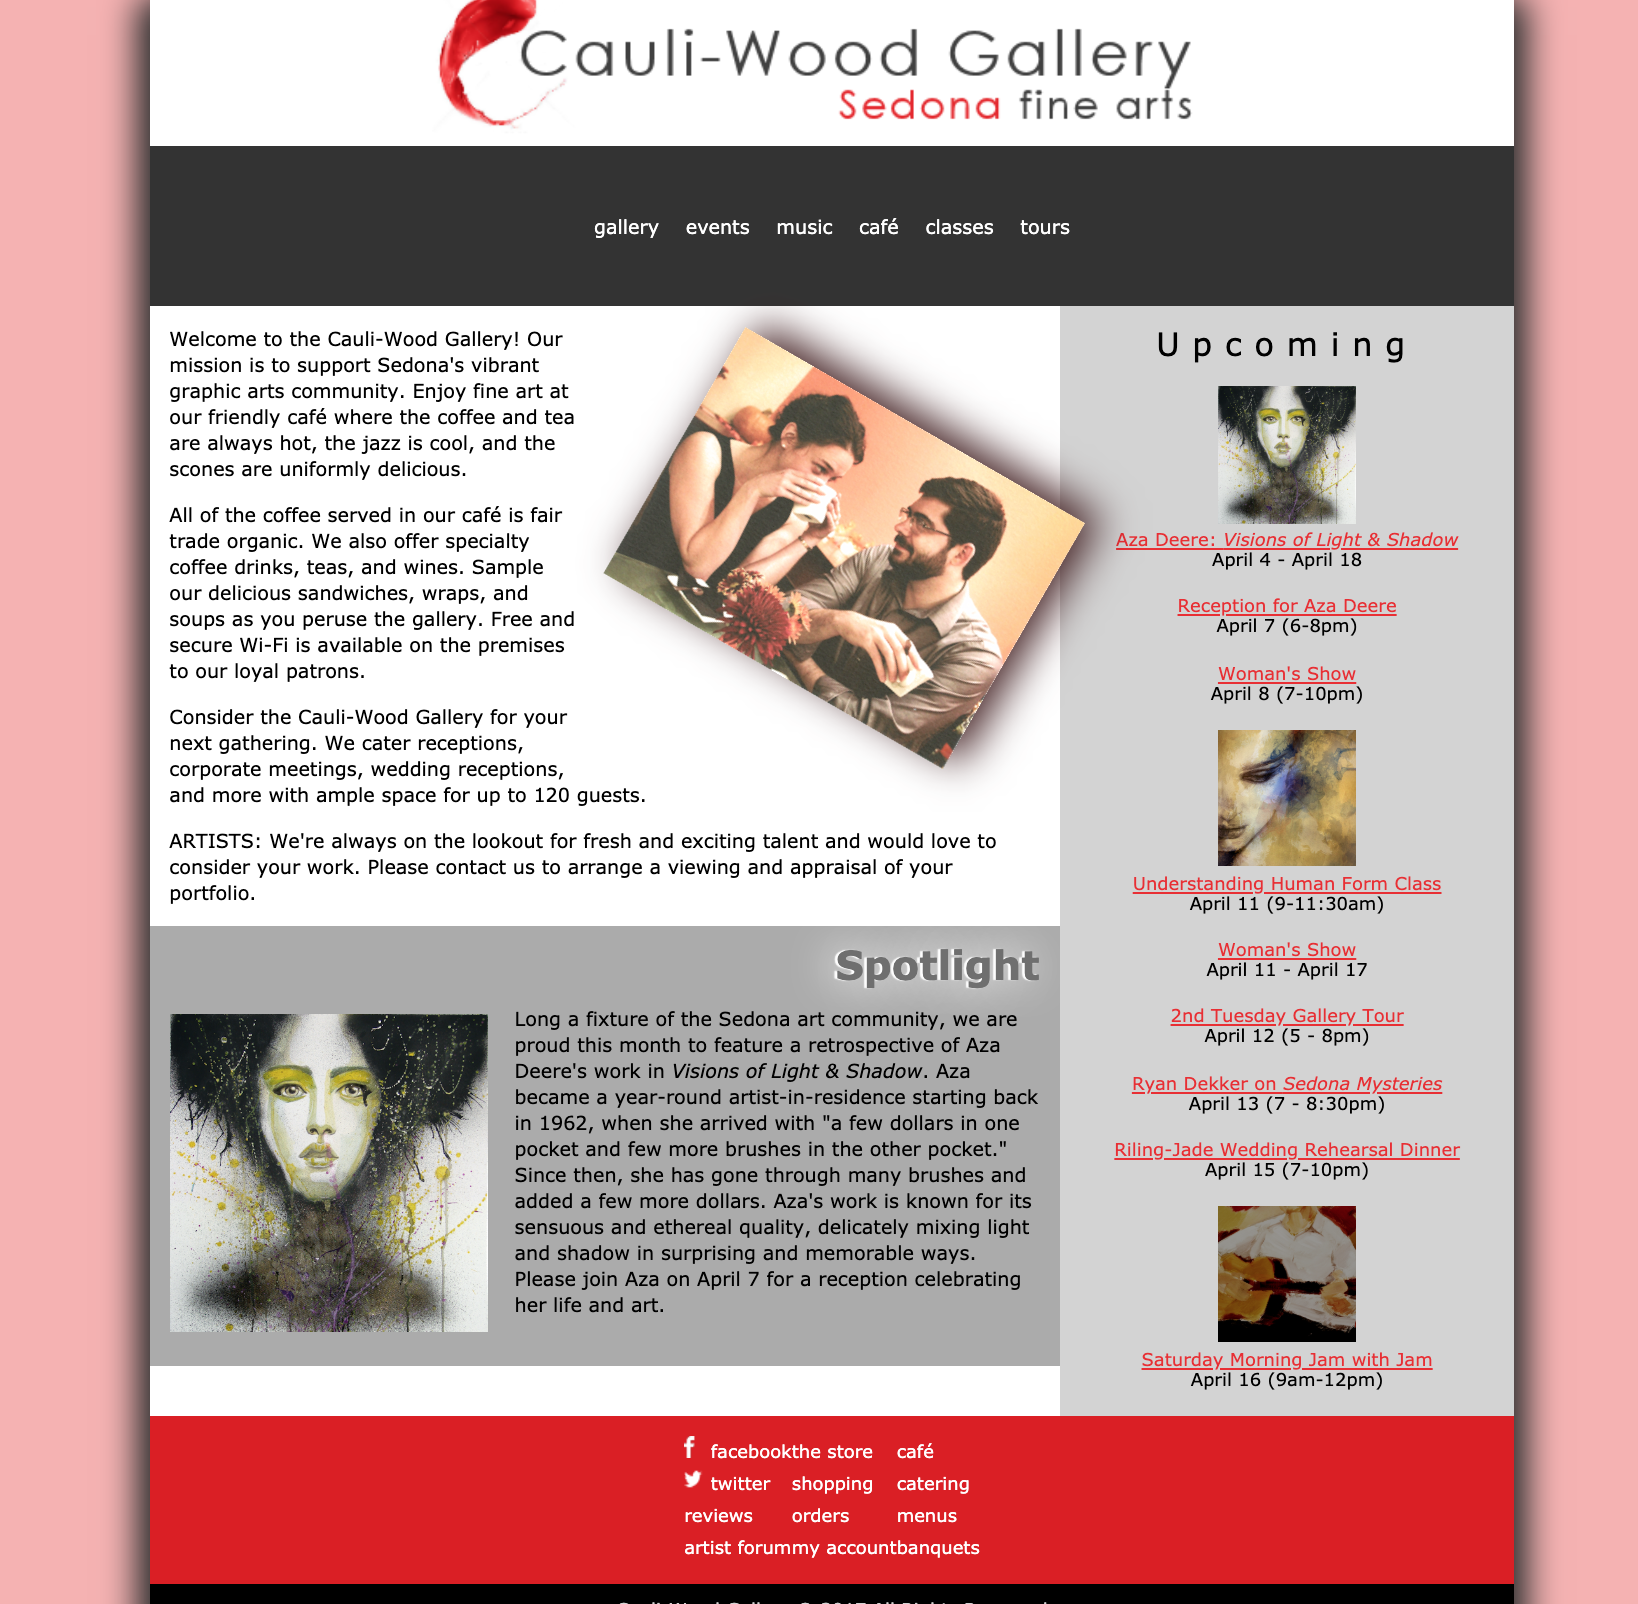 Cauli-Wood Gallery
Sedona fine arts
gallery events music café classes tours
Welcome to the Cauli-Wood Gallery! Our
mission is to support Sedona's vibrant
graphic arts community. Enjoy fine art at
our friendly café where the coffee and tea
are always hot, the jazz is cool, and the
scones are uniformly delicious.
All of the coffee served in our café is fair
trade organic. We also offer specialty
coffee drinks, teas, and wines. Sample
our delicious sandwiches, wraps, and
soups as you peruse the gallery. Free and
secure Wi-Fi is available on the premises
to our loyal patrons.
Consider the Cauli-Wood Gallery for your
next gathering. We cater receptions,
corporate meetings, wedding receptions,
and more with ample space for up to 120 guests.
ARTISTS: We're always on the lookout for fresh and exciting talent and would love to
consider your work. Please contact us to arrange a viewing and appraisal of your
portfolio.
Spotlight
Long a fixture of the Sedona art community, we are
proud this month to feature a retrospective of Aza
Deere's work in Visions of Light & Shadow. Aza
became a year-round artist-in-residence starting back
in 1962, when she arrived with "a few dollars in one
pocket and few more brushes in the other pocket."
Since then, she has gone through many brushes and
added a few more dollars. Aza's work is known for its
sensuous and ethereal quality, delicately mixing light
and shadow in surprising and memorable ways.
Please join Aza on April 7 for a reception celebrating
her life and art.
Upcoming
Aza Deere: Visions of Light & Shadow
April 4 - April 18
Reception for Aza Deere
April 7 (6-8pm)
Woman's Show
April 8 (7-10pm)
Understanding Human Form Class
April 11 (9-11:30am)
Woman's Show
April 11 - April 17
2nd Tuesday Gallery Tour
April 12 (5 - 8pm)
Ryan Dekker on Sedona Mysteries
April 13 (7 - 8:30pm)
Riling-Jade Wedding Rehearsal Dinner
April 15 (7-10pm)
Saturday Morning Jam with Jam
April 16 (9am-12pm)
facebookthe store café
twitter shopping catering
reviews orders menus
artist forummy accountbanquets